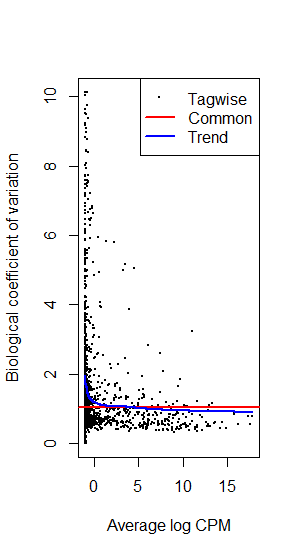 Tagwise
Common
Trend
Biological coefficient of variation
10
8
6
4
2
0
0 5 10 15
Average log CPM